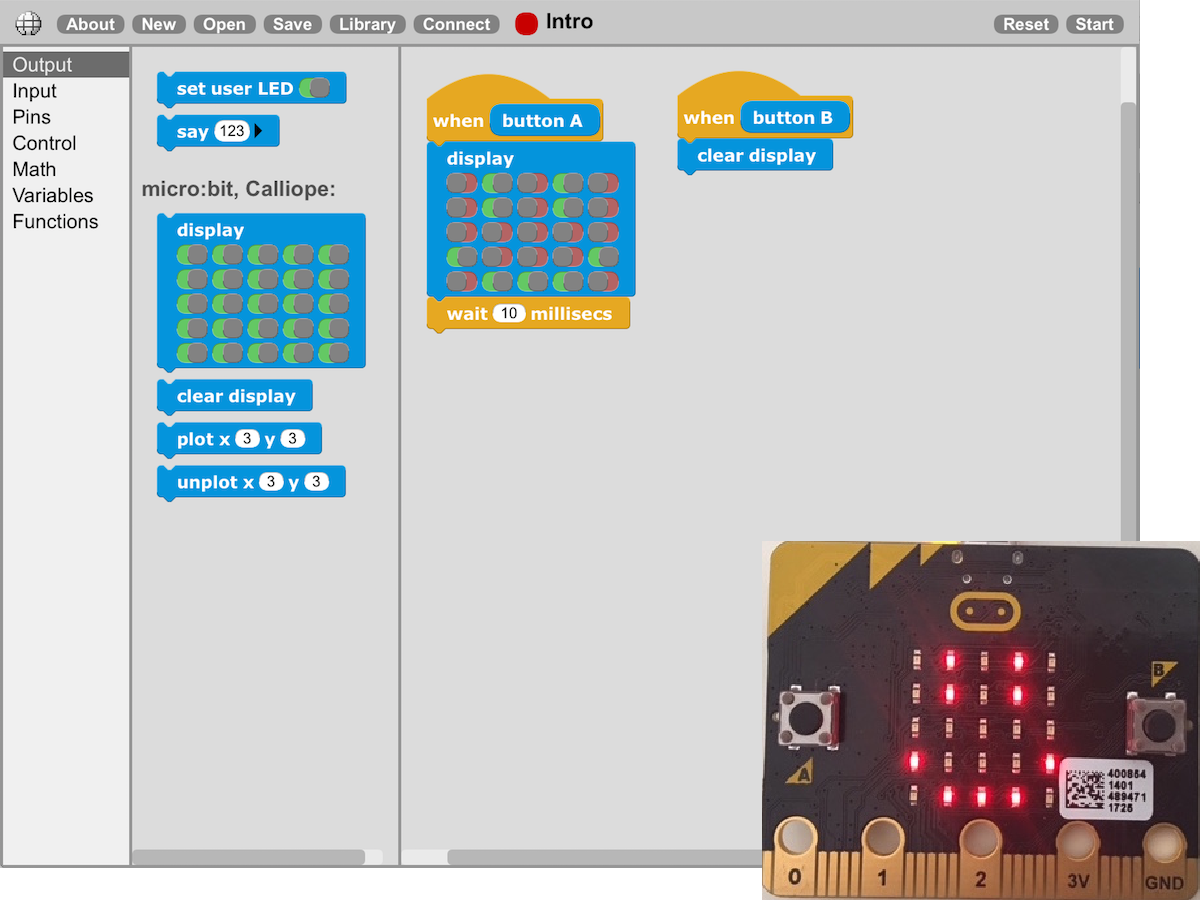 About New Open Save Library Connect Intro Reset Start
Output
Input
Pins
Control
Math
Variables
Functions
set user LED
say 123
micro:bit, Calliope:
display
clear display
plot x 3 y 3
unplot x 3 y 3
when button A
display
wait 10 millisecs
when button B
clear display
B
A
400864
1401
489471
1725
0 1 2 3V GND